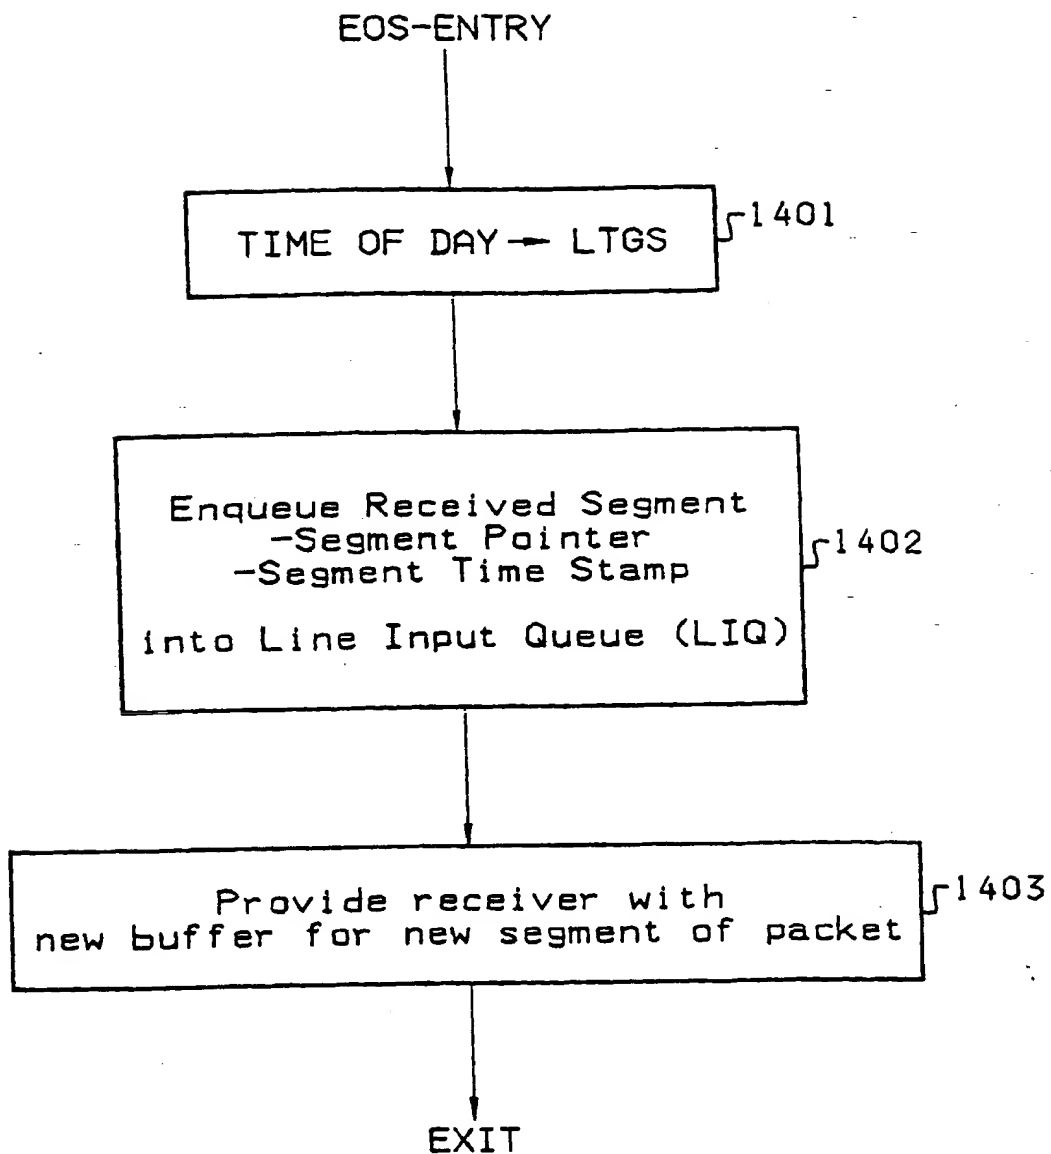 EOS-ENTRY
TIME OF DAY → LTGS
1401
Enqueue Received Segment
-Segment Pointer
-Segment Time Stamp
into Line Input Queue (LIQ)
1402
Provide receiver with
new buffer for new segment of packet
1403
EXIT